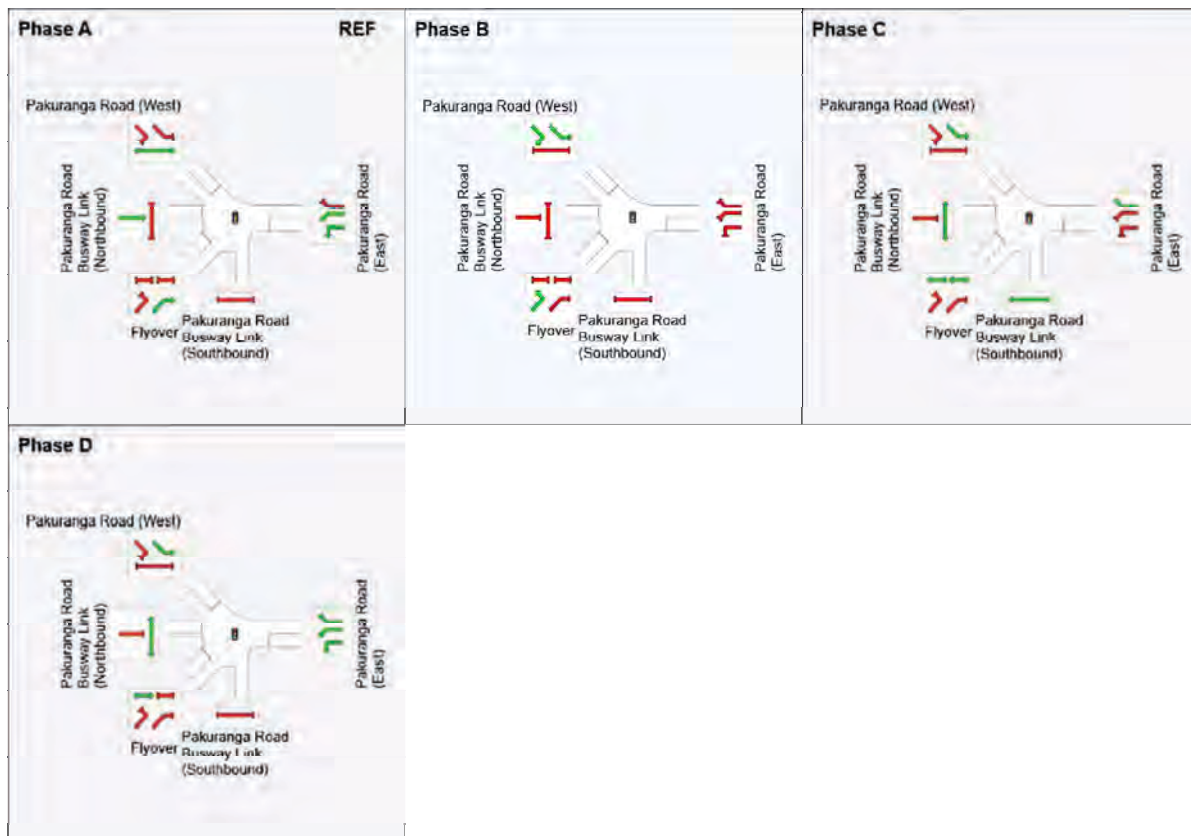 Phase A
REF
Pakuranga Road (West)
Pakuranga Road
Busway Link
(Northbound)
Pakuranga Road
(East)
Flyover
Pakuranga Road
Busway Link
(Southbound)
Phase B
Pakuranga Road (West)
Pakuranga Road
Busway Link
(Northbound)
Pakuranga Road
(East)
Flyover
Pakuranga Road
Busway Link
(Southbound)
Phase C
Pakuranga Road (West)
Pakuranga Road
Busway Link
(Northbound)
Pakuranga Road
(East)
Flyover
Pakuranga Road
Busway Link
(Southbound)
Phase D
Pakuranga Road (West)
Pakuranga Road
Busway Link
(Northbound)
Pakuranga Road
(East)
Flyover
Pakuranga Road
Busway Link
(Southbound)